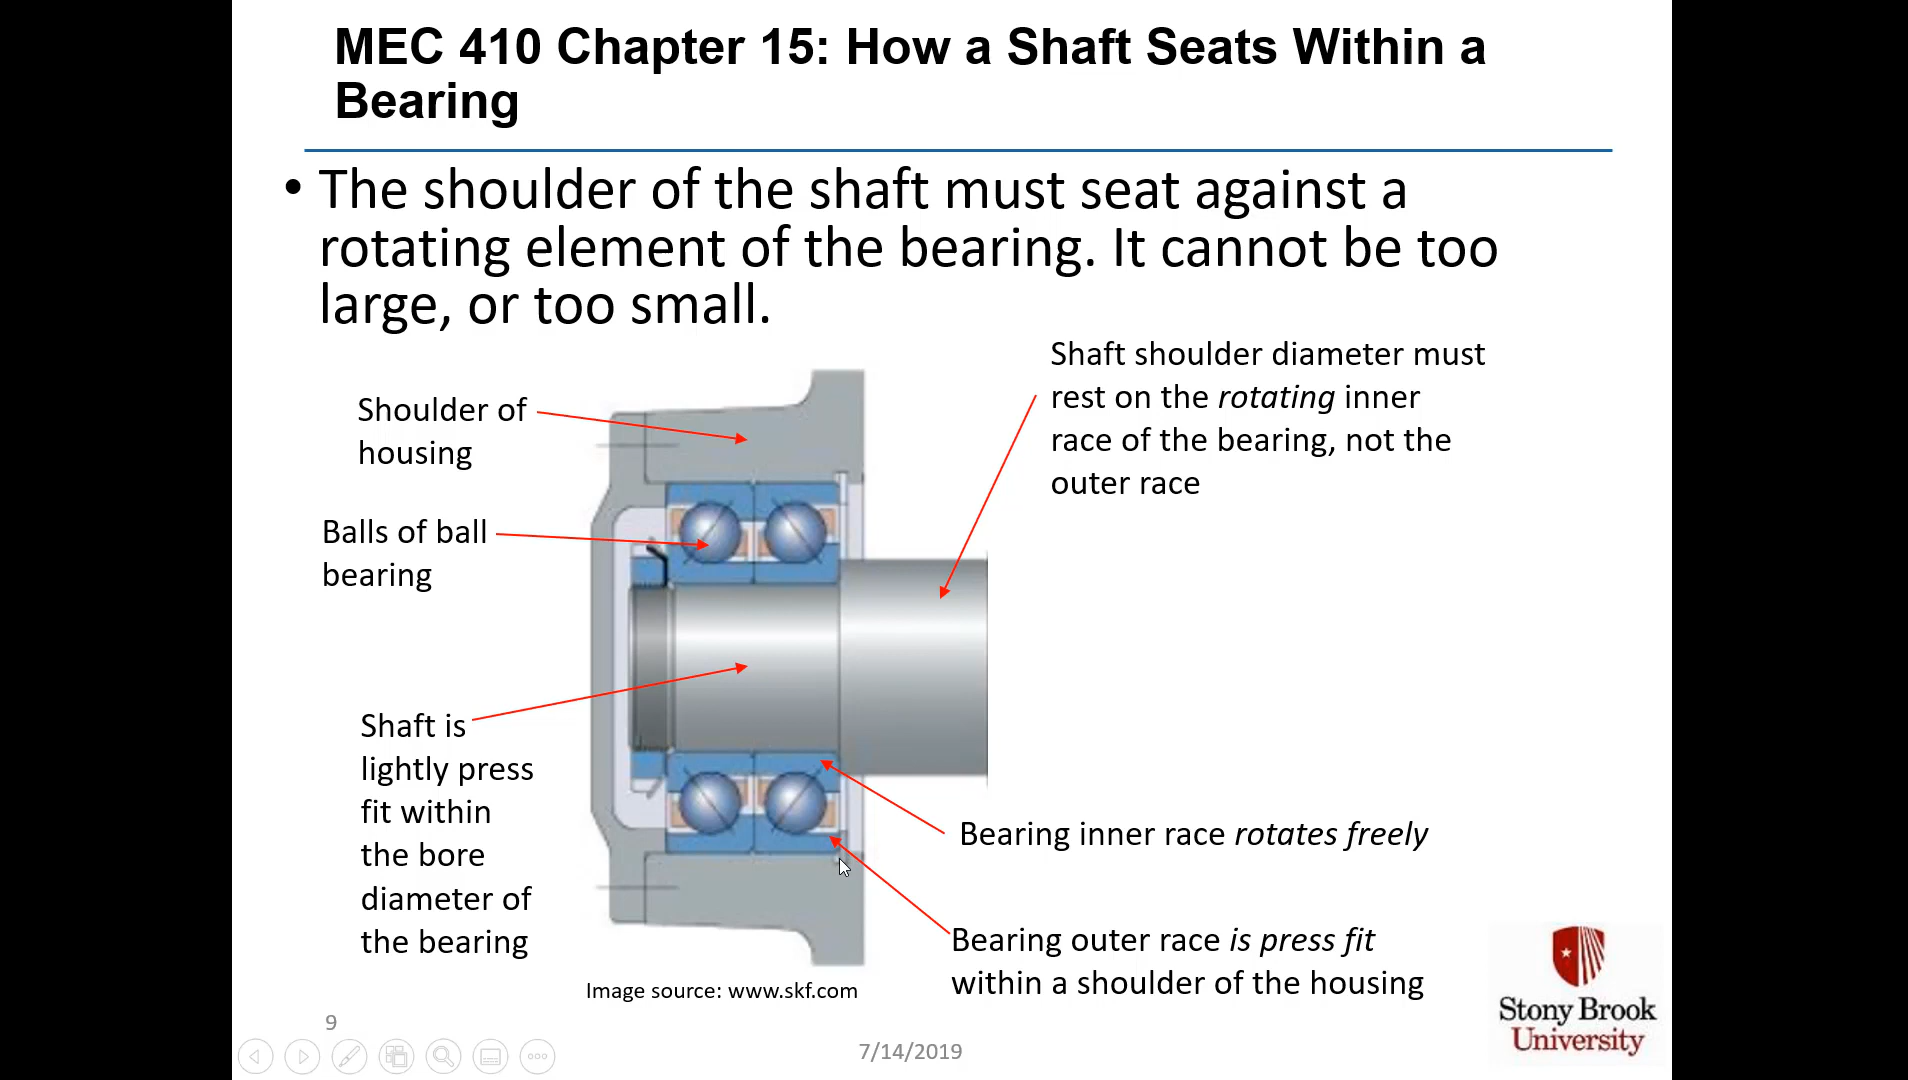 MEC 410 Chapter 15: How a Shaft Seats Within a
Bearing
• The shoulder of the shaft must seat against a
rotating element of the bearing. It cannot be too
large, or too small.
Shaft shoulder diameter must
rest on the rotating inner
race of the bearing, not the
outer race
Shoulder of
housing
Balls of ball
bearing
Shaft is
lightly press
fit within
the bore
diameter of
the bearing
Bearing inner race rotates freely
Bearing outer race is press fit
within a shoulder of the housing
Image source: www.skf.com
Stony Brook
University
9
7/14/2019